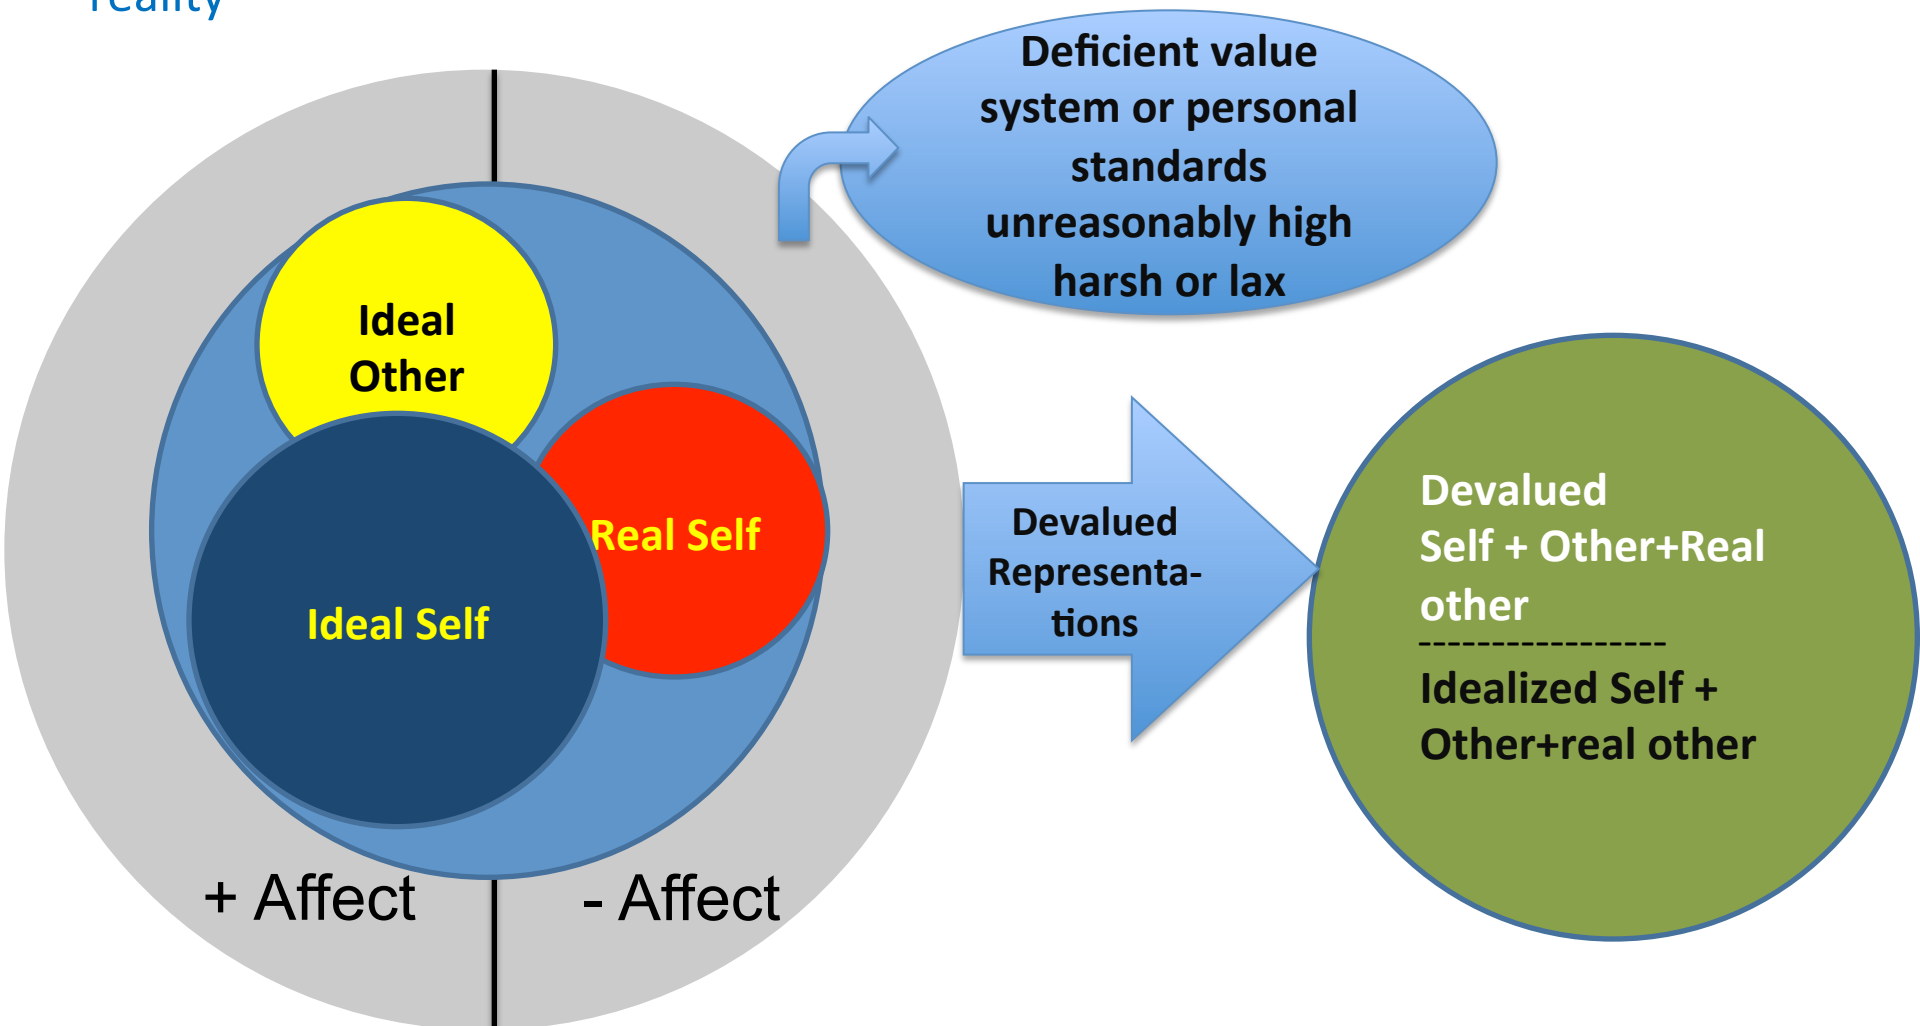 reality
Deficient value
system or personal
standards
unreasonably high
harsh or lax
Ideal
Other
Real Self
Ideal Self
Devalued
Representa-
tions
Devalued
Self + Other+Real
other
-----------------
Idealized Self +
Other+real other
+ Affect
- Affect